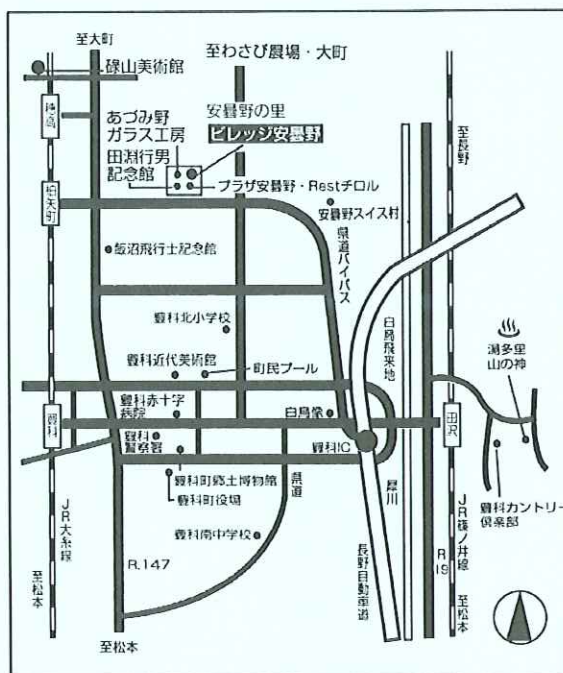 至大町
碌山美術館
至わさび農場・大町
穂高
あづみ野
ガラス工房
田淵行男
記念館
安曇野の里
ビレッジ安曇野
プラザ安曇野・Restチロル
至長野
柏矢町
安曇野スイス村
県道バイパス
飯沼飛行士記念館
豊科北小学校
白鳥飛来地
湯多里
山の神
豊科近代美術館
町民プール
豊科赤十字
病院
白鳥像
豊科
田沢
豊科
警察署
豊科IC
豊科町郷土博物館
豊科町役場
県道
犀川
豊科カントリー
倶楽部
JR大糸線
豊科南中学校
R.147
長野自動車道
R19
JR篠ノ井線
至松本
至松本
至松本